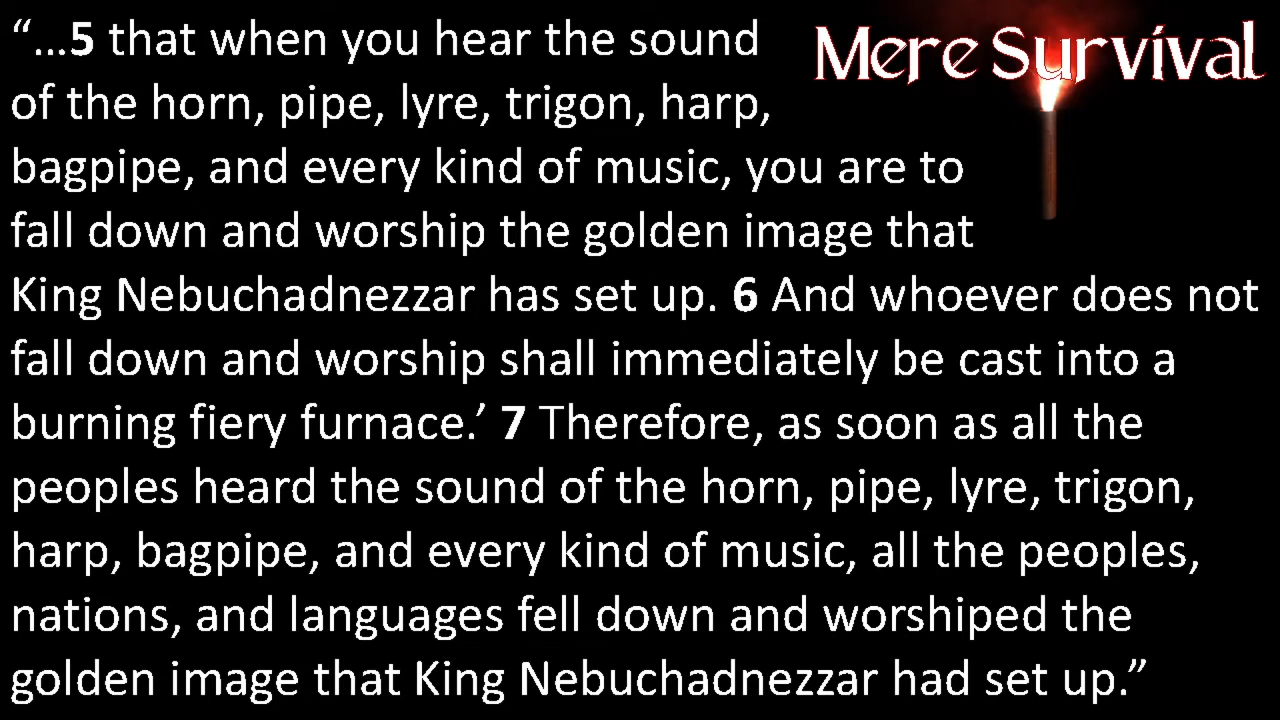 “...5 that when you hear the sound
Mere Survival
of the horn, pipe, lyre, trigon, harp,
bagpipe, and every kind of music, you are to
fall down and worship the golden image that
King Nebuchadnezzar has set up. 6 And whoever does not
fall down and worship shall immediately be cast into a
burning fiery furnace.’ 7 Therefore, as soon as all the
peoples heard the sound of the horn, pipe, lyre, trigon,
harp, bagpipe, and every kind of music, all the peoples,
nations, and languages fell down and worshiped the
golden image that King Nebuchadnezzar had set up.”